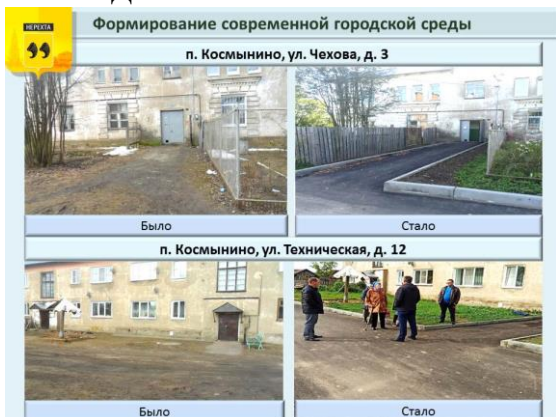 НЕРЕХТА
Формирование современной городской среды
п. Космынино, ул. Чехова, д. 3
Было
Стало
п. Космынино, ул. Техническая, д. 12
Было
Стало